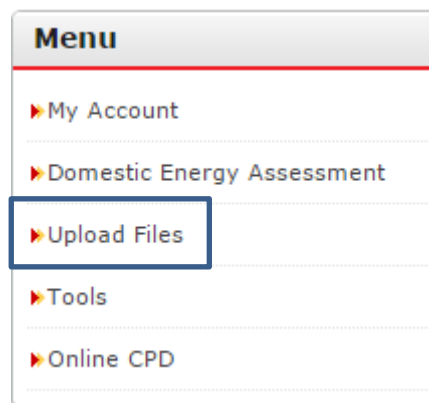 Menu
My Account
Domestic Energy Assessment
Upload Files
Tools
Online CPD